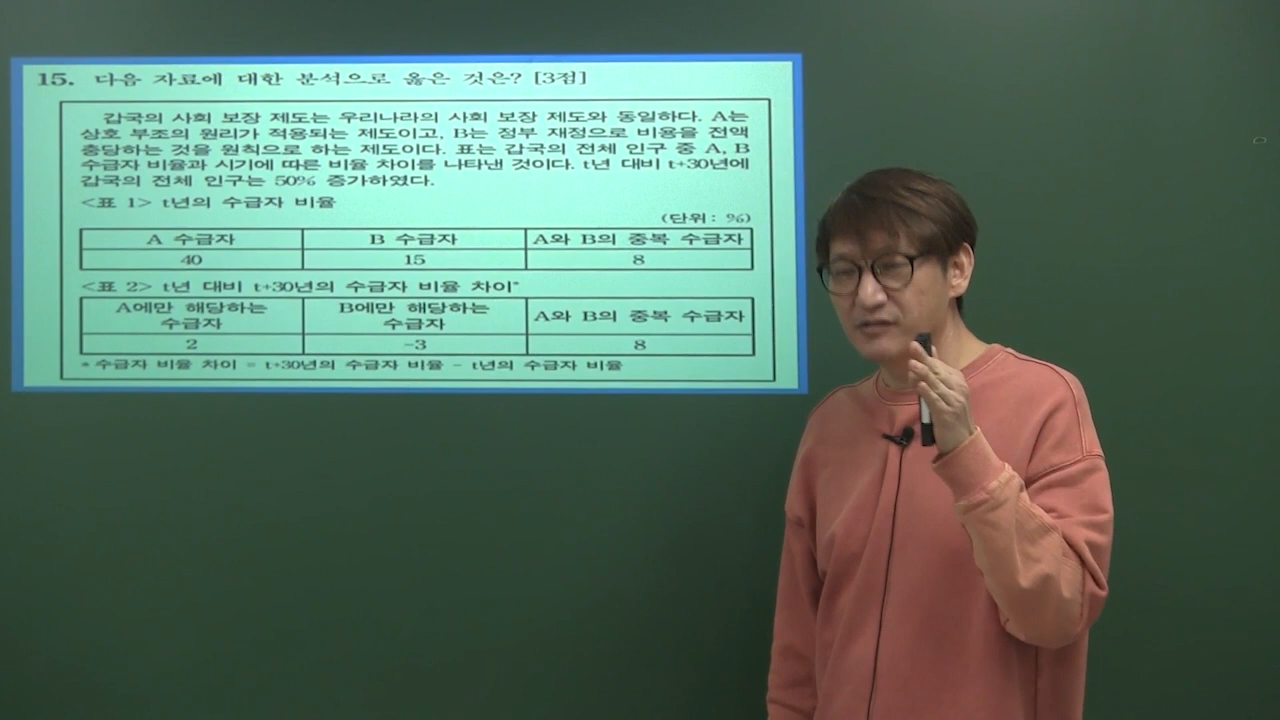 15. 다음 자료에 대한 분석으로 옳은 것은? [3점]
갑국의 사회 보장 제도는 우리나라의 사회 보장 제도와 동일하다. A는
상호 부조의 원리가 적용되는 제도이고, B는 정부 재정으로 비용을 전액
충당하는 것을 원칙으로 하는 제도이다. 표는 갑국의 전체 인구 중 A, B
수급자 비율과 시기에 따른 비율 차이를 나타낸 것이다. t년 대비 t+30년에
갑국의 전체 인구는 50% 증가하였다.
<표 1> t년의 수급자 비율
(단위: %)
A 수급자 B 수급자 A와 B의 중복 수급자
40 15 8
<표 2> t년 대비 t+30년의 수급자 비율 차이*
A에만 해당하는 B에만 해당하는 A와 B의 중복 수급자
수급자 수급자
2 -3 8
* 수급자 비율 차이 = t+30년의 수급자 비율 - t년의 수급자 비율